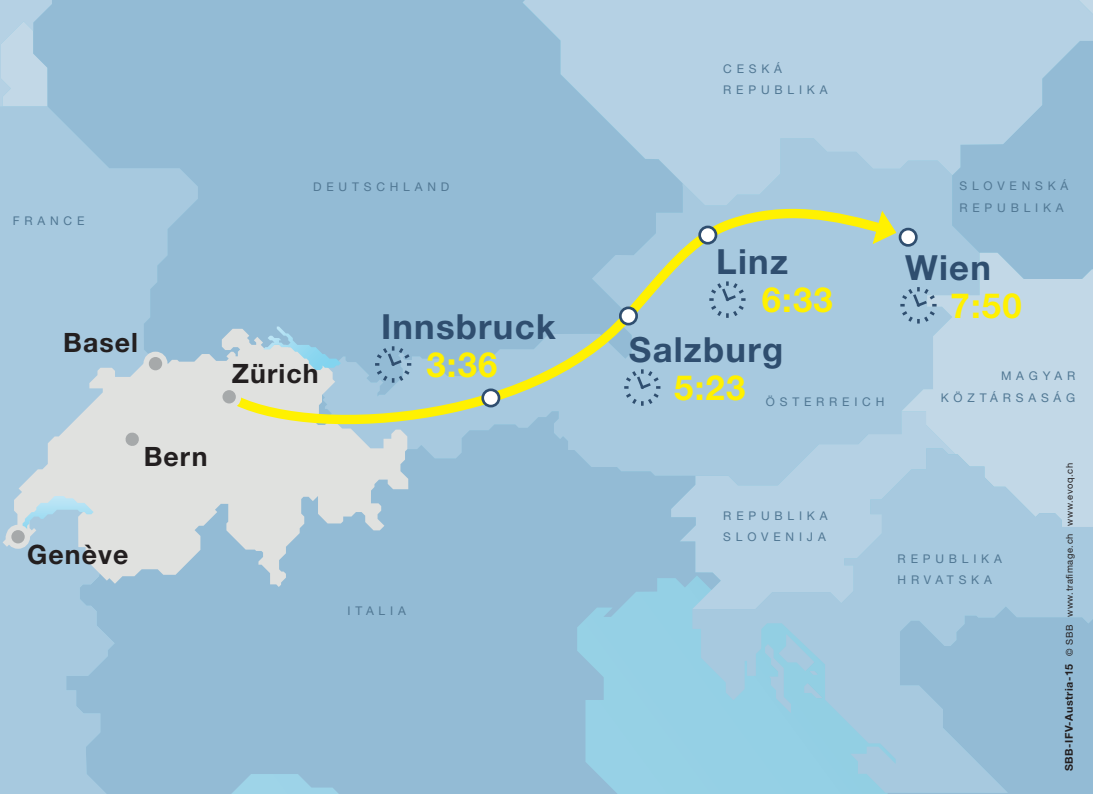 CESKÁ
REPUBLIKA
DEUTSCHLAND
SLOVENSKÁ
REPUBLIKA
FRANCE
Linz
6:33
Wien
7:50
Innsbruck
3:36
Salzburg
5:23
Basel
Zürich
MAGYAR
KÖZTÁRSASÁG
ÖSTERREICH
Bern
REPUBLIKA
SLOVENIJA
Genève
REPUBLIKA
HRVATSKA
ITALIA
SBB-IFV-Austria-15 © SBB www.trafimage.ch www.evoq.ch